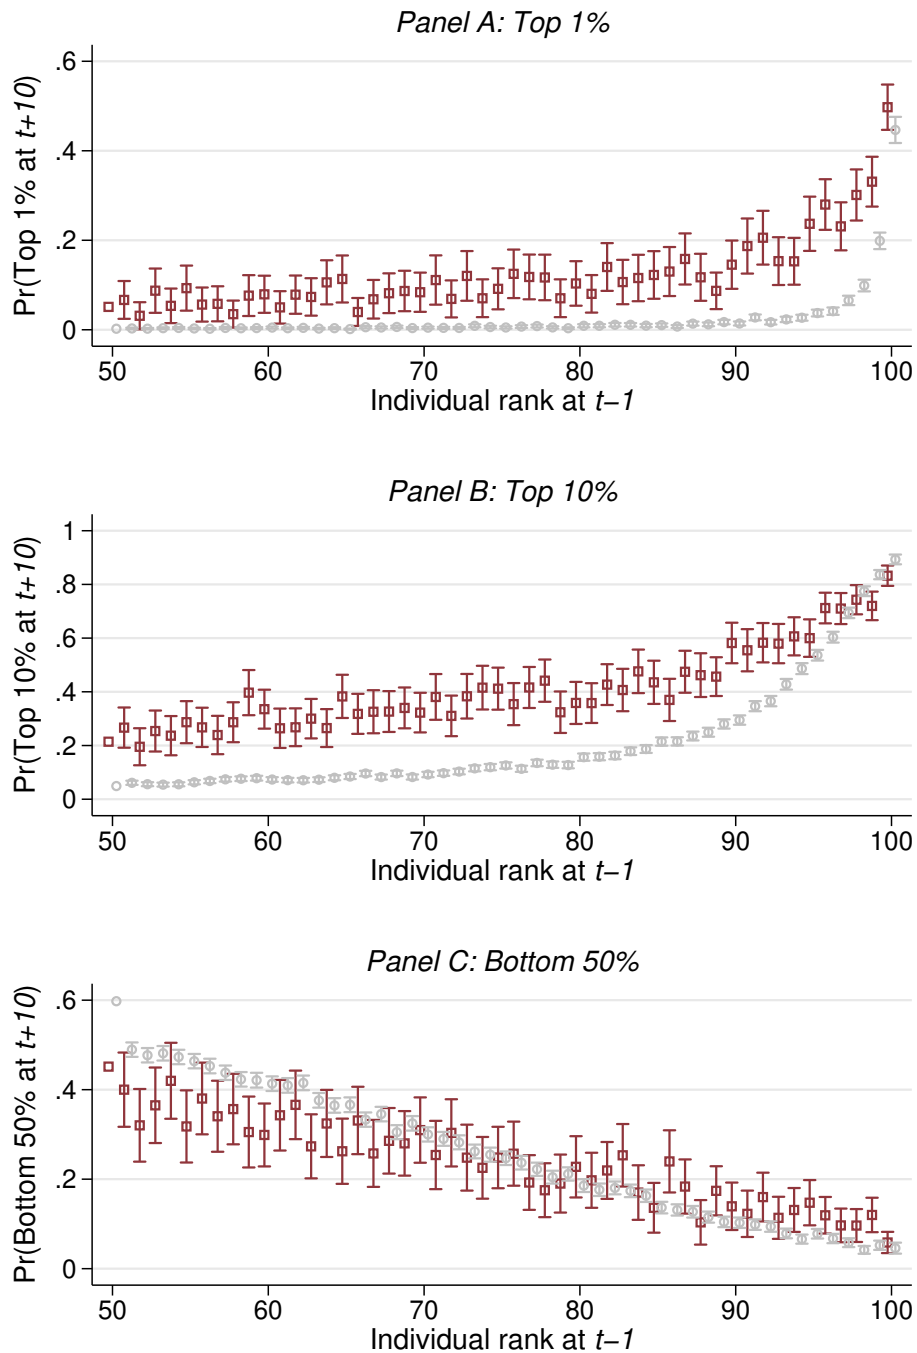 Panel A: Top 1%
Pr(Top 1% at t+10)
.6
.4
.2
0
50 60 70 80 90 100
Individual rank at t−1
Panel B: Top 10%
Pr(Top 10% at t+10)
1
.8
.6
.4
.2
0
50 60 70 80 90 100
Individual rank at t−1
Panel C: Bottom 50%
Pr(Bottom 50% at t+10)
.6
.4
.2
0
50 60 70 80 90 100
Individual rank at t−1